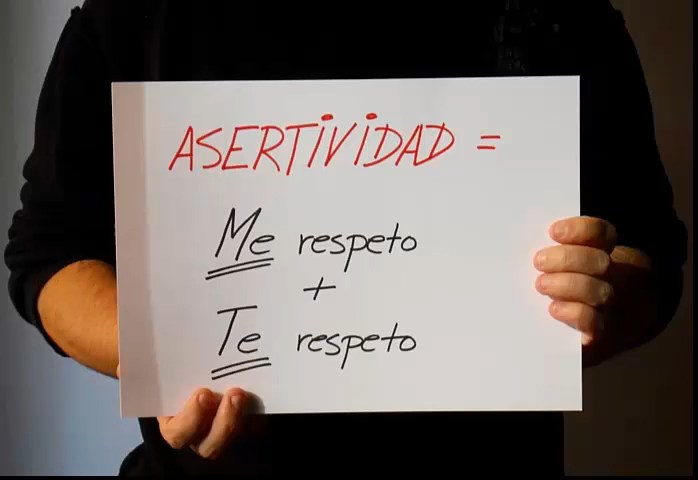 ASERTIVIDAD =
Me respeto
+
Te respeto